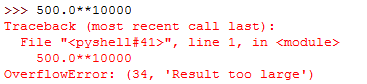 >>> 500.0**10000
Traceback (most recent call last):
  File "<pyshell#41>", line 1, in <module>
    500.0**10000
OverflowError: (34, 'Result too large')